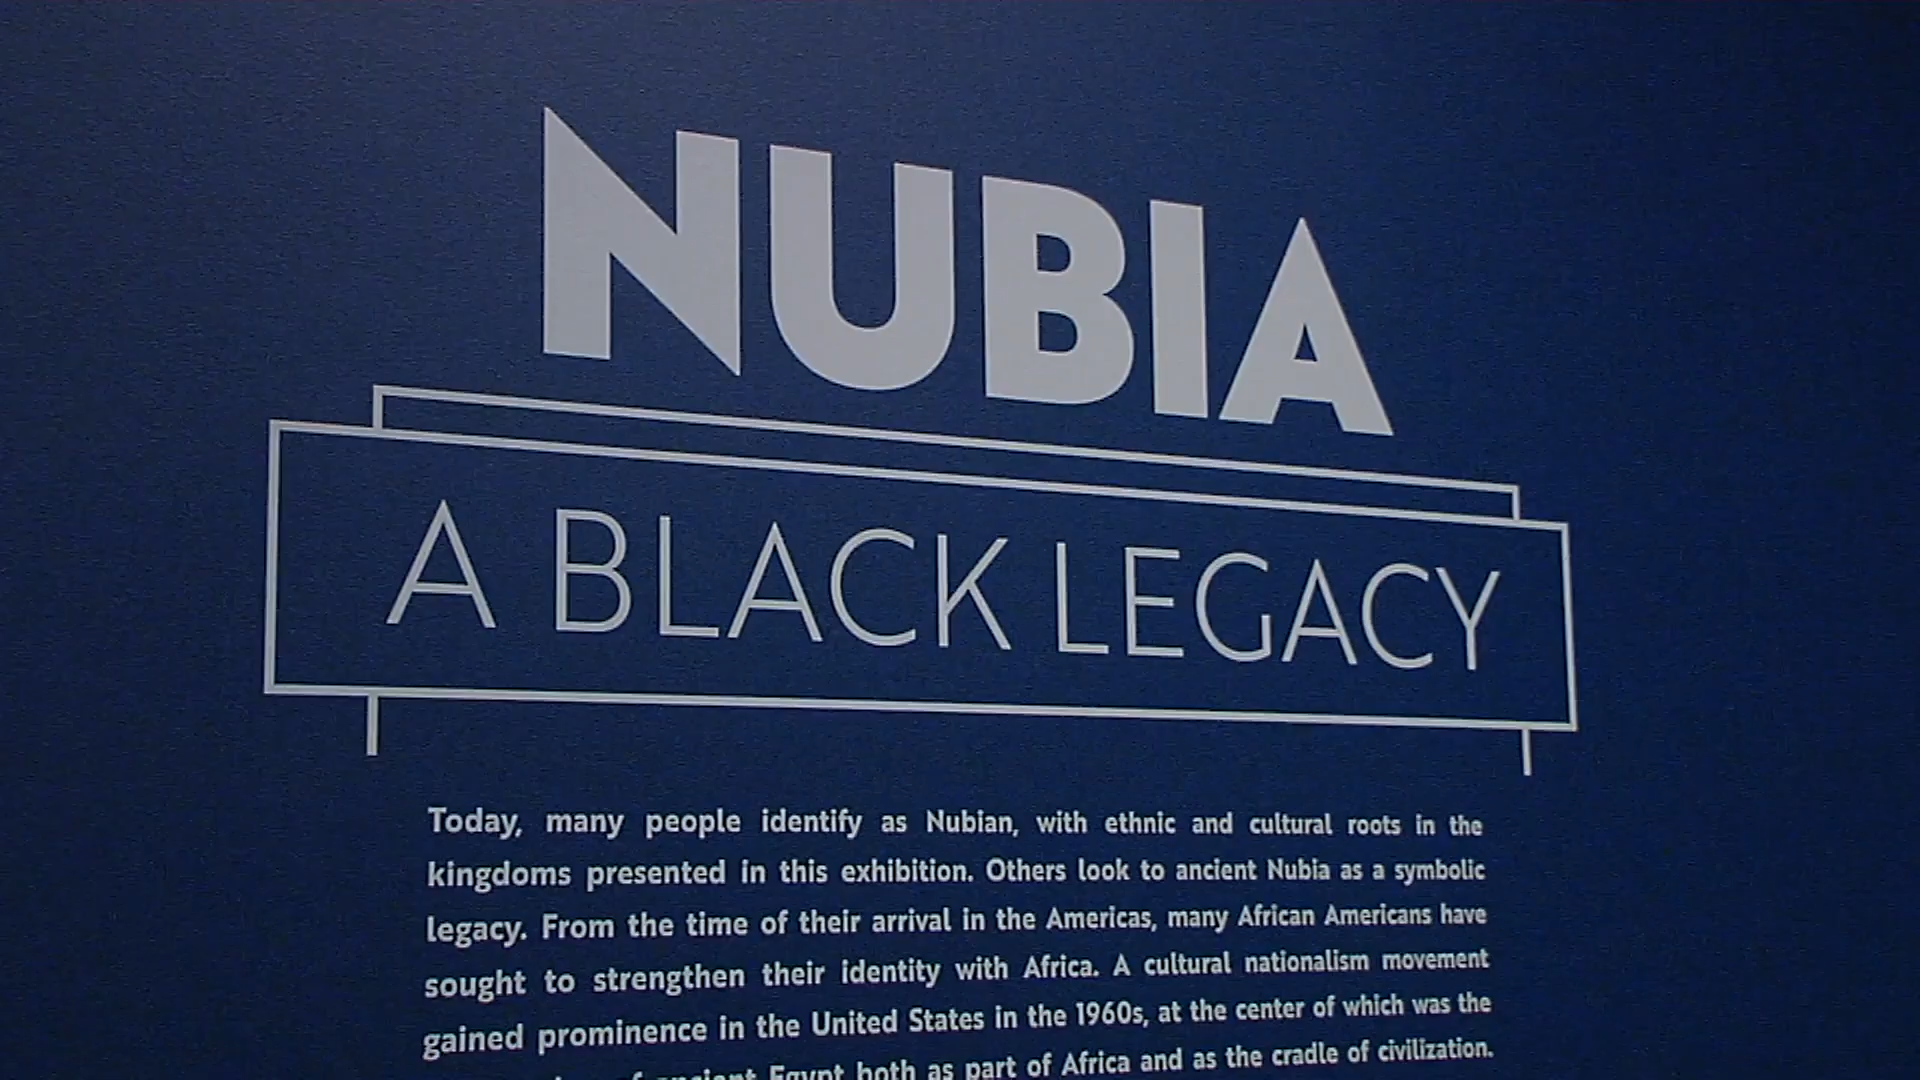 NUBIA
A BLACK LEGACY
Today, many people identify as Nubian, with ethnic and cultural roots in the
kingdoms presented in this exhibition. Others look to ancient Nubia as a symbolic
legacy. From the time of their arrival in the Americas, many African Americans have
sought to strengthen their identity with Africa. A cultural nationalism movement
gained prominence in the United States in the 1960s, at the center of which was the
of ancient Egypt both as part of Africa and as the cradle of civilization.